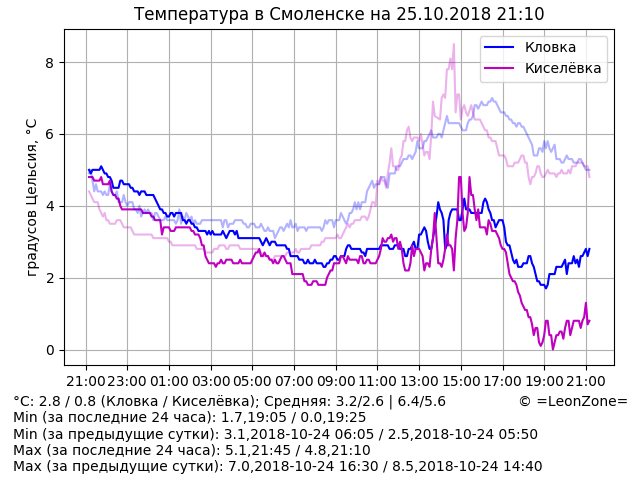 Температура в Смоленске на 25.10.2018 21:10
Кловка
Киселёвка
градусов Цельсия, °C
8
6
4
2
0
21:00 23:00 01:00 03:00 05:00 07:00 09:00 11:00 13:00 15:00 17:00 19:00 21:00
°C: 2.8 / 0.8 (Кловка / Киселёвка); Средняя: 3.2/2.6 | 6.4/5.6 © =LeonZone=
Min (за последние 24 часа): 1.7,19:05 / 0.0,19:25
Min (за предыдущие сутки): 3.1,2018-10-24 06:05 / 2.5,2018-10-24 05:50
Max (за последние 24 часа): 5.1,21:45 / 4.8,21:10
Max (за предыдущие сутки): 7.0,2018-10-24 16:30 / 8.5,2018-10-24 14:40